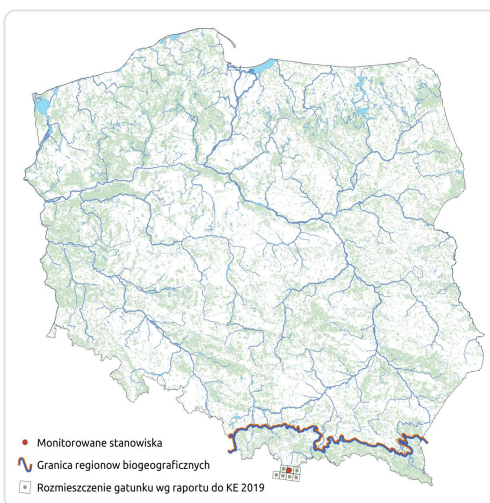 Monitorowane stanowiska
Granica regionow biogeograficznych
Rozmieszczenie gatunku wg raportu do KE 2019